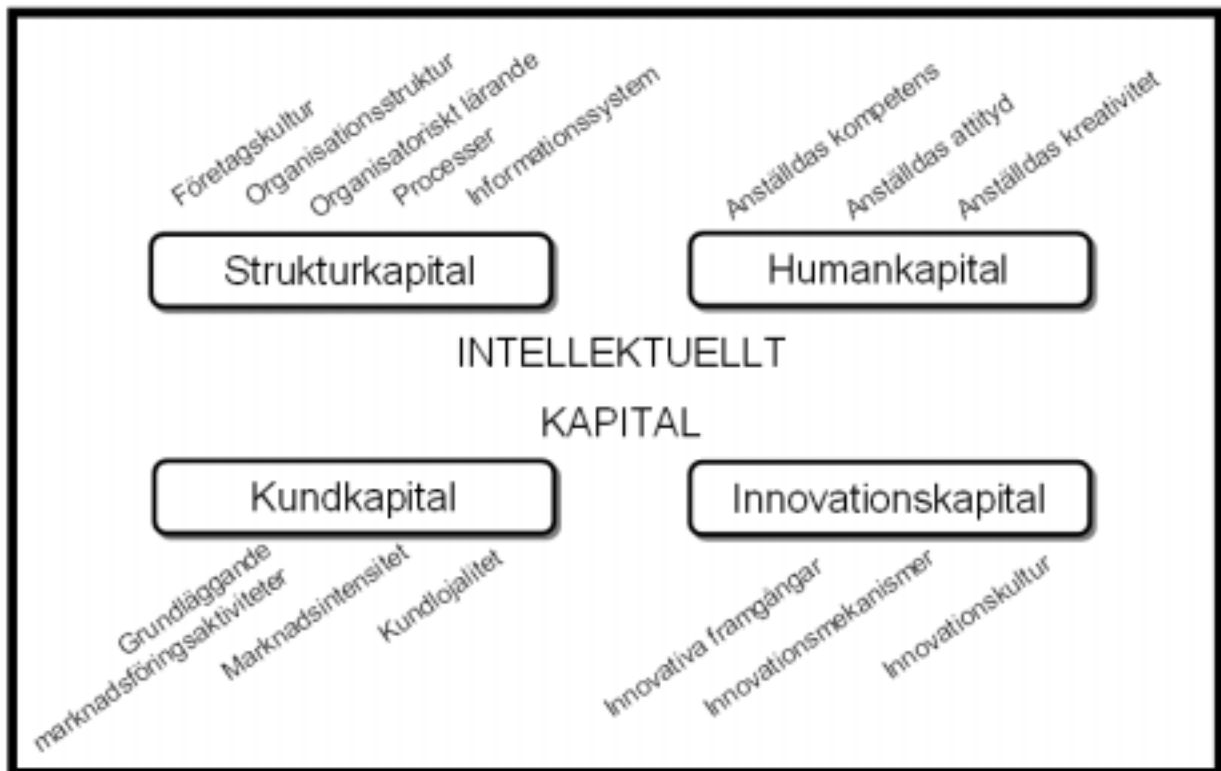 Företagskultur
Organisationsstruktur
Organisatoriskt lärande
Processer
Informationssystem
Anställdas kompetens
Anställdas attityd
Anställdas kreativitet
Strukturkapital
Humankapital
INTELLEKTUELLT
KAPITAL
Kundkapital
Innovationskapital
Grundläggande
marknadsföringsaktiviteter
Marknadsintensitet
Kundlojalitet
Innovativa framgångar
Innovationsmekanismer
Innovationskultur